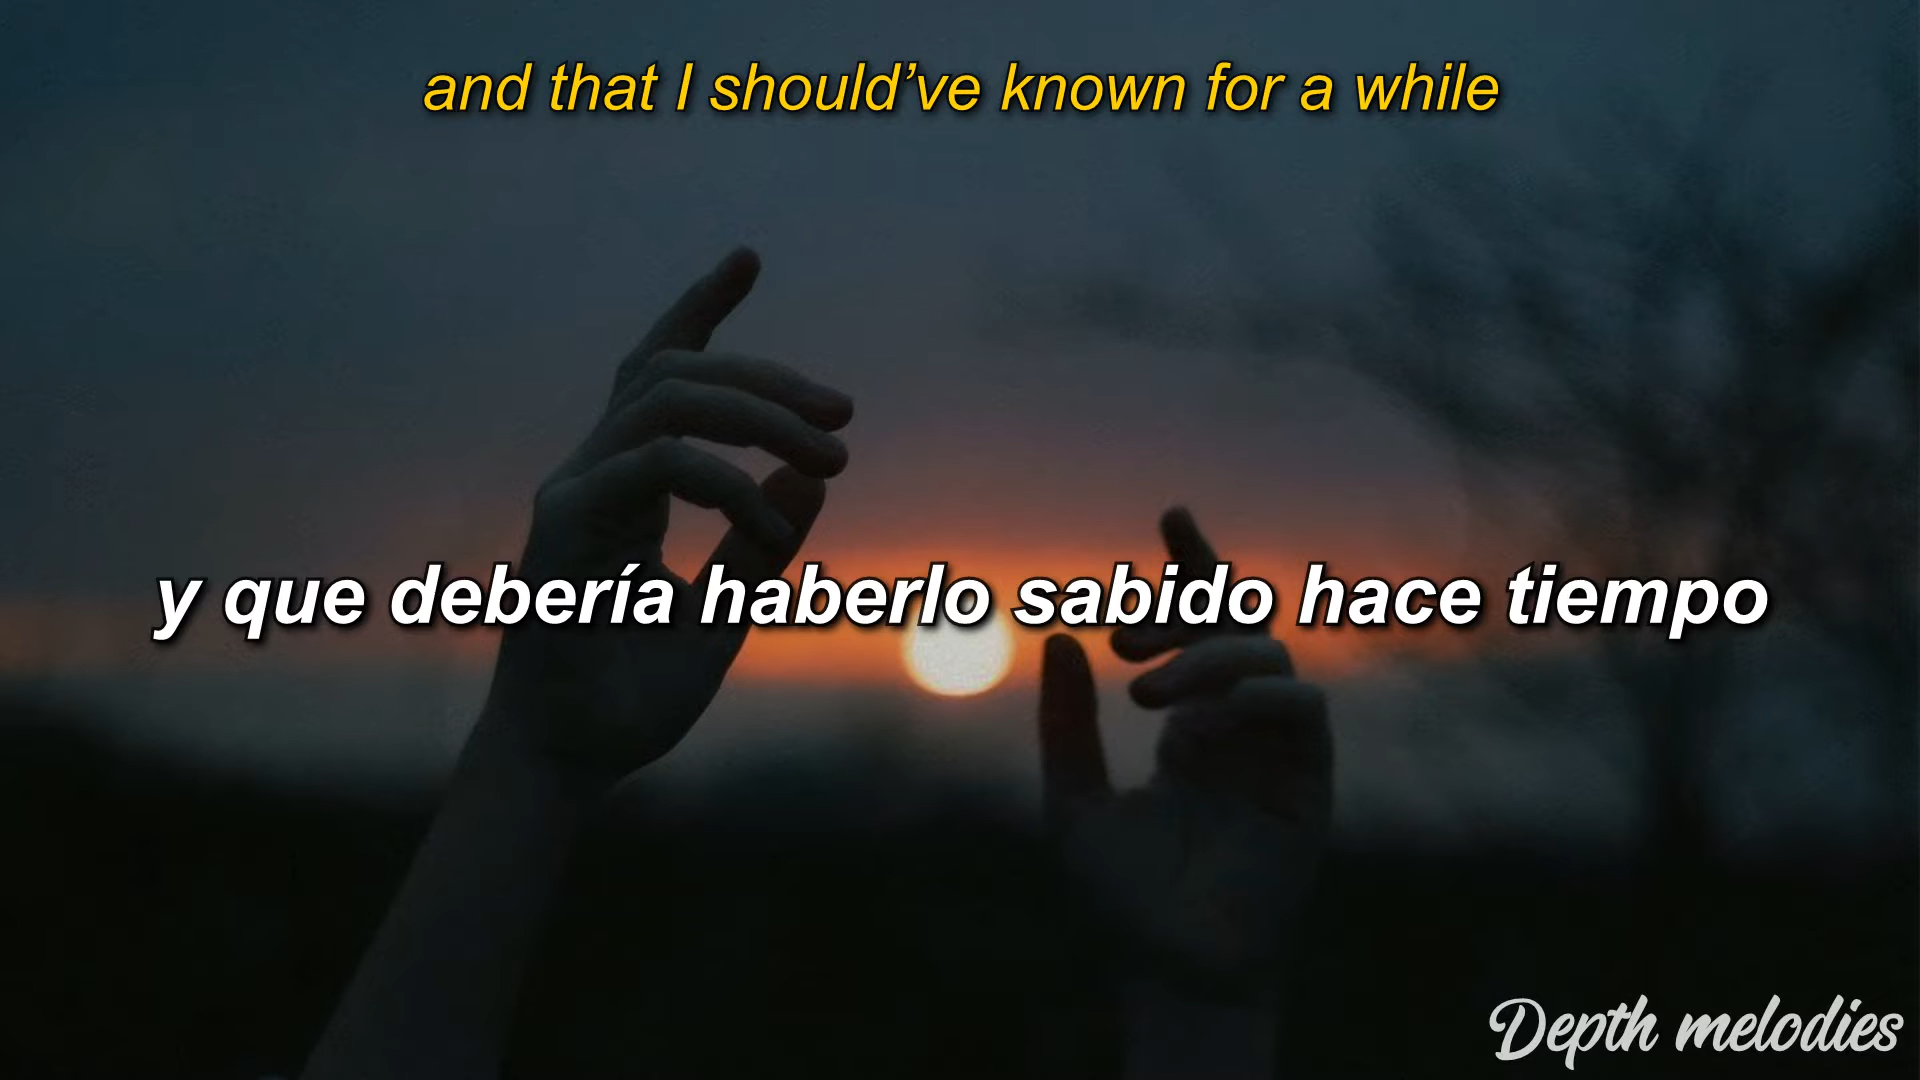 and that I should’ve known for a while
y que debería haberlo sabido hace tiempo
Depth melodies